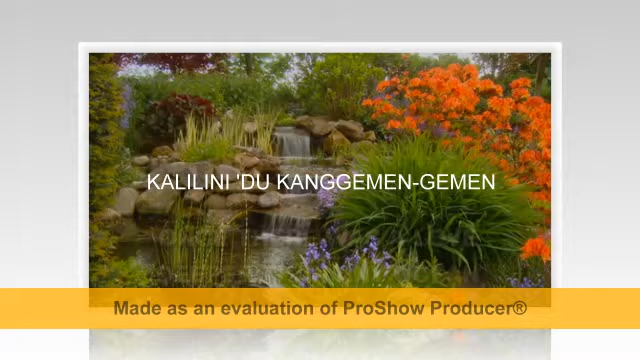 KALILINI 'DU KANGGEMEN-GEMEN
Made as an evaluation of ProShow Producer®